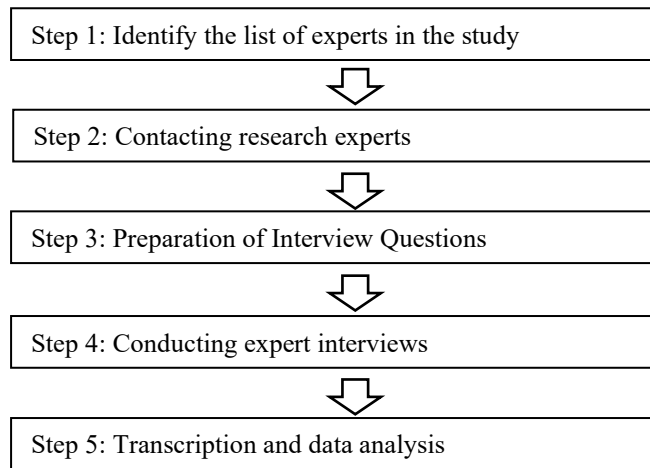 Step 1: Identify the list of experts in the study
Step 2: Contacting research experts
Step 3: Preparation of Interview Questions
Step 4: Conducting expert interviews
Step 5: Transcription and data analysis